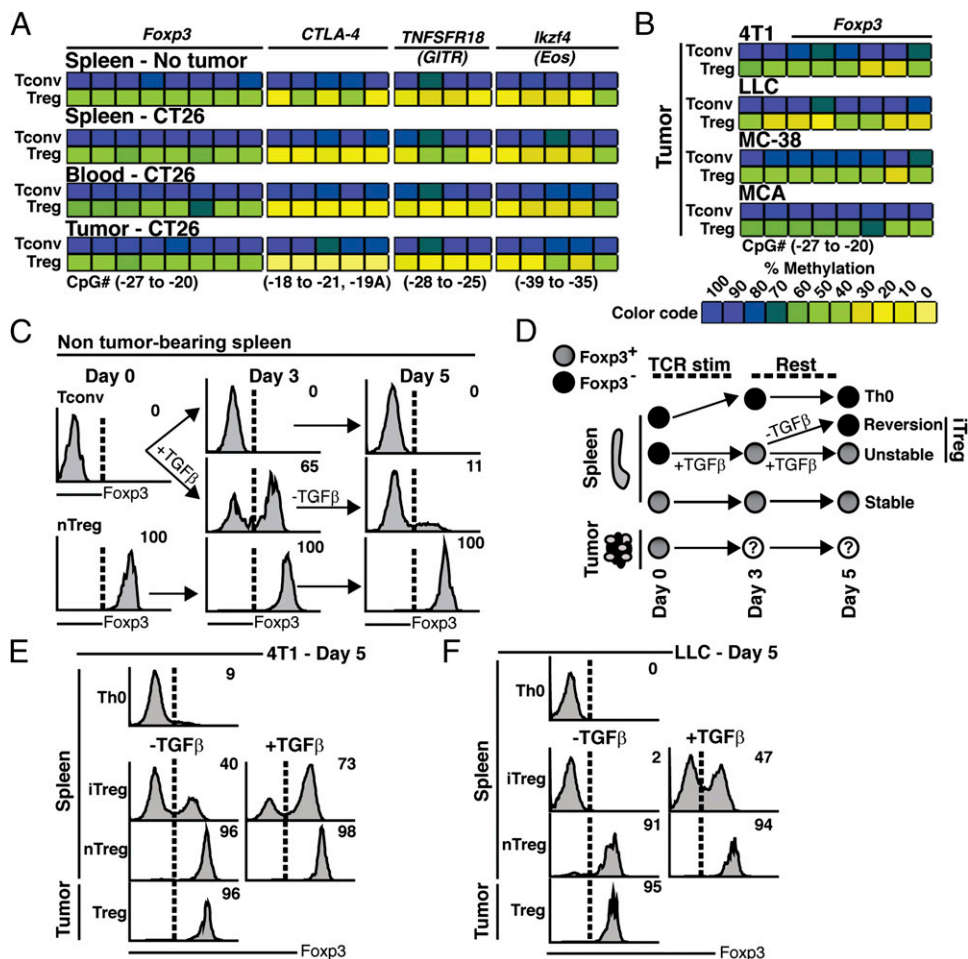 A
Foxp3 CTLA-4 TNFSFR18 Ikzf4
(GITR) (Eos)
Spleen - No tumor
Tconv
Treg
Spleen - CT26
Tconv
Treg
Blood - CT26
Tconv
Treg
Tumor - CT26
Tconv
Treg
CpG# (-27 to -20) (-18 to -21, -19A) (-28 to -25) (-39 to -35)
B
Foxp3
4T1
Tconv
Treg
LLC
Tconv
Treg
MC-38
Tconv
Treg
MCA
Tconv
Treg
Tumor
CpG# (-27 to -20)
% Methylation
100 90 80 70 60 50 40 30 20 10 0
Color code
C
Non tumor-bearing spleen
Day 0 Day 3 Day 5
Tconv
0 0 0
+TGFβ
Foxp3
65 -TGFβ 11
nTreg
100 100 100
Foxp3 Foxp3 Foxp3
D
Foxp3+
Foxp3-
TCR stim Rest
Th0
-TGFβ
Reversion
+TGFβ +TGFβ
Unstable
iTreg
Stable
Spleen
Tumor
? ?
Day 0 Day 3 Day 5
E
4T1 - Day 5
Spleen
Th0 9
-TGFβ +TGFβ
iTreg 40 73
nTreg 96 98
Tumor
Treg 96
Foxp3
F
LLC - Day 5
Spleen
Th0 0
-TGFβ +TGFβ
iTreg 2 47
nTreg 91 94
Tumor
Treg 95
Foxp3